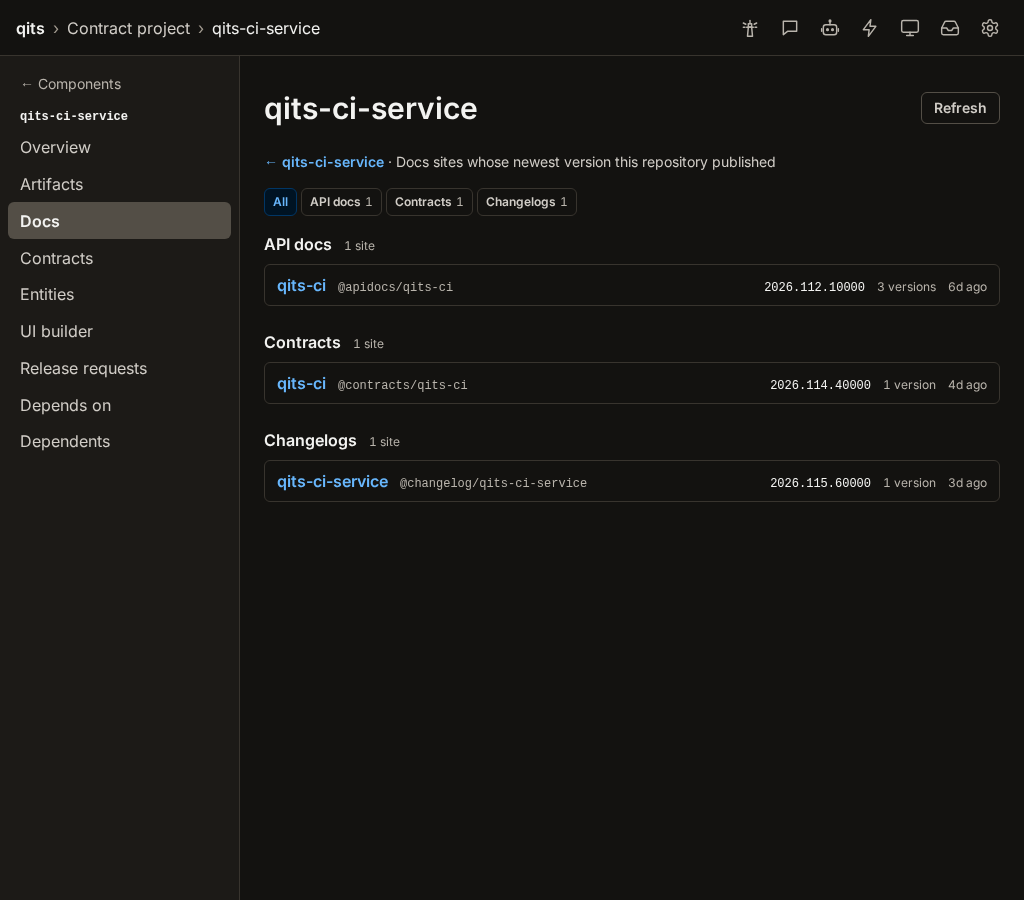 qits › Contract project › qits-ci-service
← Components
qits-ci-service
Overview
Artifacts
Docs
Contracts
Entities
UI builder
Release requests
Depends on
Dependents
qits-ci-service
Refresh
← qits-ci-service · Docs sites whose newest version this repository published
All API docs 1 Contracts 1 Changelogs 1
API docs 1 site
qits-ci @apidocs/qits-ci 2026.112.10000 3 versions 6d ago
Contracts 1 site
qits-ci @contracts/qits-ci 2026.114.40000 1 version 4d ago
Changelogs 1 site
qits-ci-service @changelog/qits-ci-service 2026.115.60000 1 version 3d ago